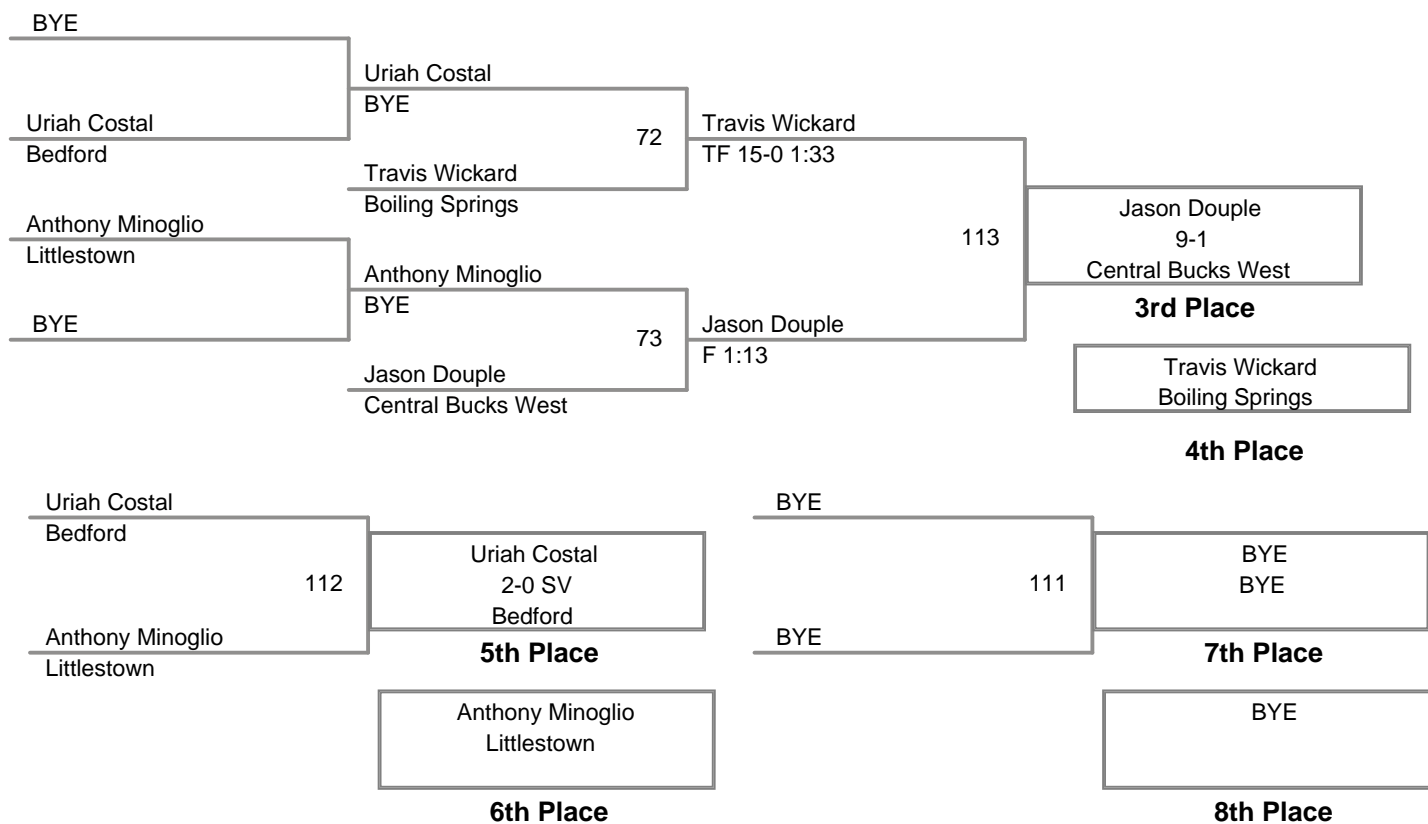 BYE
Uriah Costal
BYE
Uriah Costal
Bedford
72
Travis Wickard
TF 15-0 1:33
Travis Wickard
Boiling Springs
Anthony Minoglio
Littlestown
113
Jason Douple
9-1
Central Bucks West
3rd Place
Anthony Minoglio
BYE
BYE
73
Jason Douple
F 1:13
Jason Douple
Central Bucks West
Travis Wickard
Boiling Springs
4th Place
Uriah Costal
Bedford
112
Uriah Costal
2-0 SV
Bedford
5th Place
Anthony Minoglio
Littlestown
Anthony Minoglio
Littlestown
6th Place
BYE
111
BYE
BYE
7th Place
BYE
BYE
8th Place